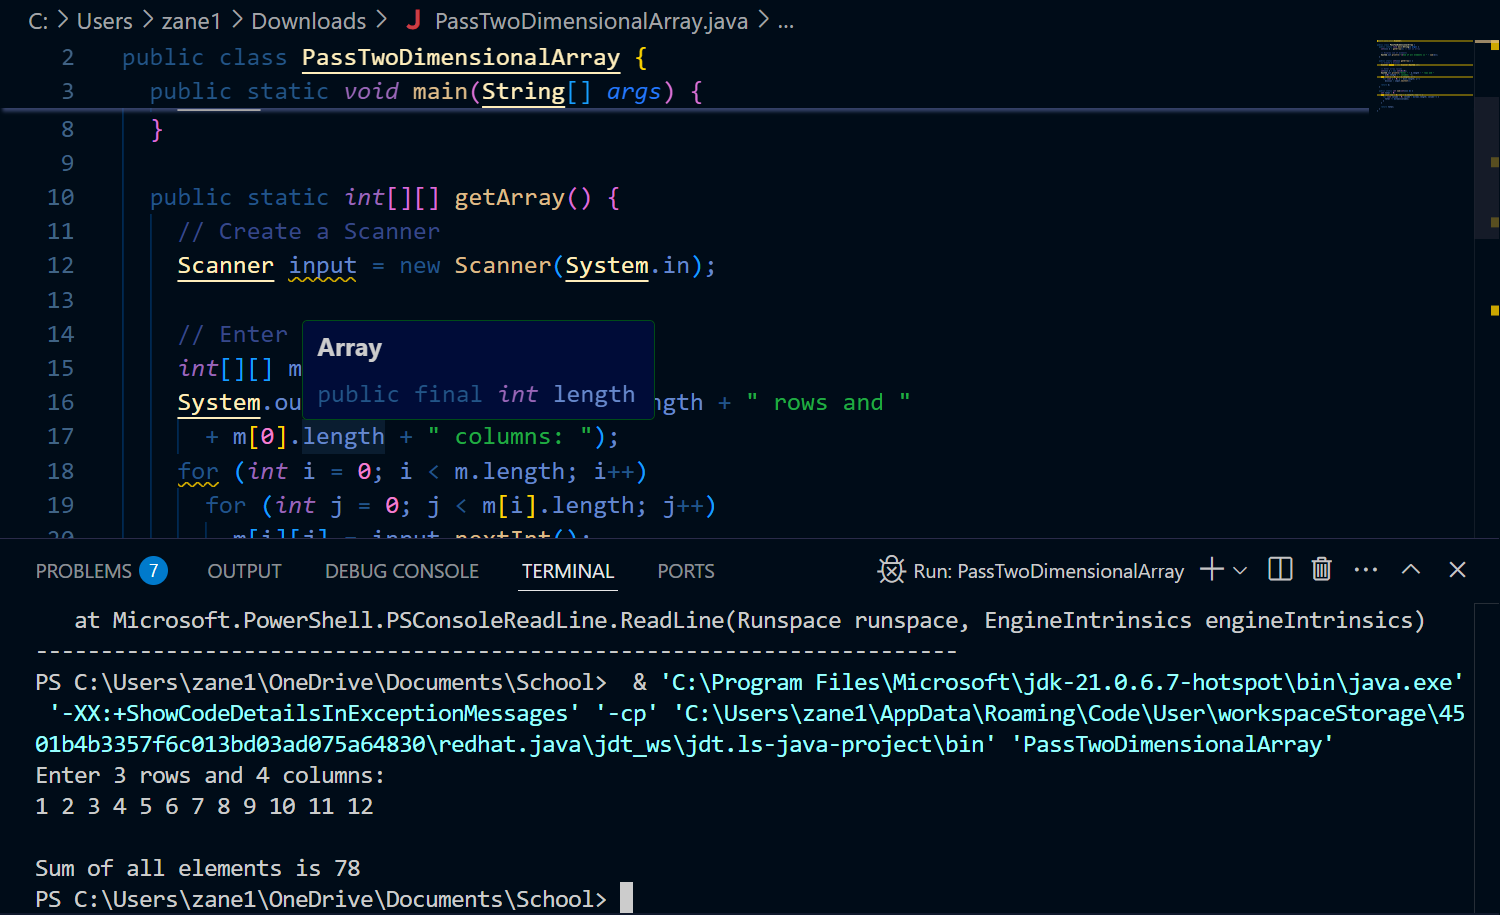 C: > Users > zane1 > Downloads > J PassTwoDimensionalArray.java > ...
2 public class PassTwoDimensionalArray {
3 public static void main(String[] args) {
8 }
9
10 public static int[][] getArray() {
11 // Create a Scanner
12 Scanner input = new Scanner(System.in);
13
14 // Enter
15 int[][] m
16 System.ou ngth + " rows and "
Array
public final int length
17 + m[0].length + " columns: ");
18 for (int i = 0; i < m.length; i++)
19 for (int j = 0; j < m[i].length; j++)
20 m[i][j] = input.nextInt();
PROBLEMS 7 OUTPUT DEBUG CONSOLE TERMINAL PORTS Run: PassTwoDimensionalArray
at Microsoft.PowerShell.PSConsoleReadLine.ReadLine(Runspace runspace, EngineIntrinsics engineIntrinsics)
-----------------------------------------------------------------------
PS C:\Users\zane1\OneDrive\Documents\School>  & 'C:\Program Files\Microsoft\jdk-21.0.6.7-hotspot\bin\java.exe'
'-XX:+ShowCodeDetailsInExceptionMessages' '-cp' 'C:\Users\zane1\AppData\Roaming\Code\User\workspaceStorage\45
01b4b3357f6c013bd03ad075a64830\redhat.java\jdt_ws\jdt.ls-java-project\bin' 'PassTwoDimensionalArray'
Enter 3 rows and 4 columns:
1 2 3 4 5 6 7 8 9 10 11 12
Sum of all elements is 78
PS C:\Users\zane1\OneDrive\Documents\School>